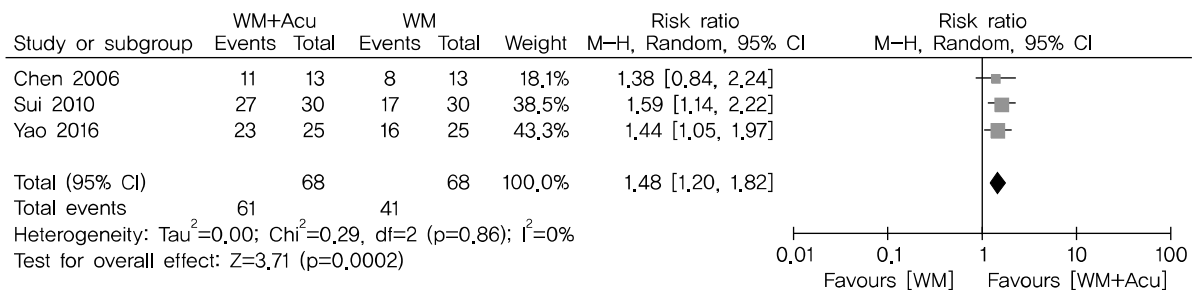 WM+Acu WM Risk ratio Risk ratio
Study or subgroup Events Total Events Total Weight M–H, Random, 95% CI M–H, Random, 95% CI
Chen 2006 11 13 8 13 18.1% 1.38 [0.84, 2.24]
Sui 2010 27 30 17 30 38.5% 1.59 [1.14, 2.22]
Yao 2016 23 25 16 25 43.3% 1.44 [1.05, 1.97]
Total (95% CI) 68 68 100.0% 1.48 [1.20, 1.82]
Total events 61 41
Heterogeneity: Tau²=0.00; Chi²=0.29, df=2 (p=0.86); I²=0%
Test for overall effect: Z=3.71 (p=0.0002)
0.01 0.1 1 10 100
Favours [WM] Favours [WM+Acu]